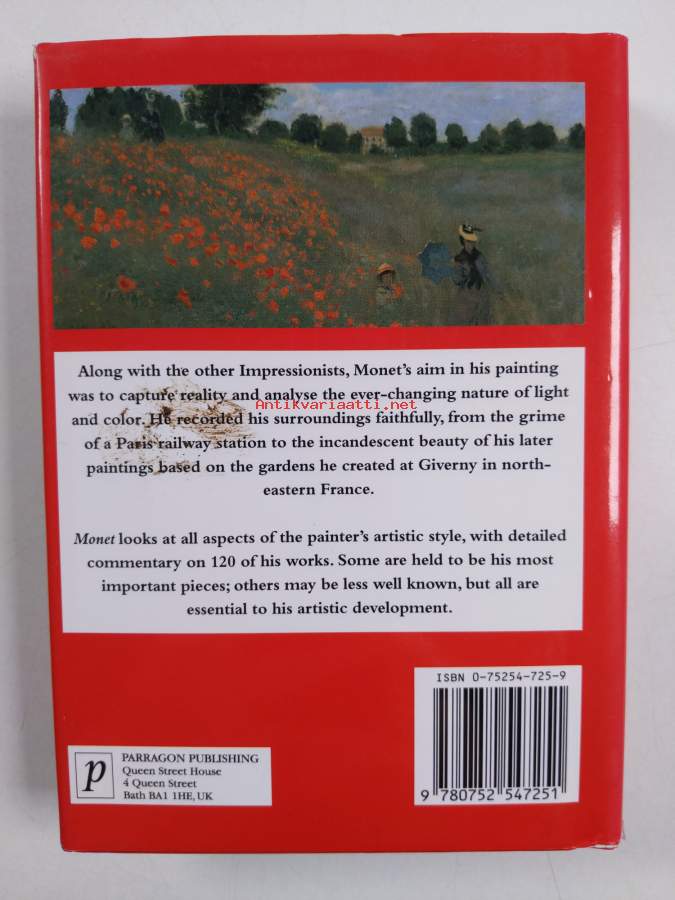 Along with the other Impressionists, Monet's aim in his painting
was to capture reality and analyse the ever-changing nature of light
and color. He recorded his surroundings faithfully, from the grime
of a Paris railway station to the incandescent beauty of his later
paintings based on the gardens he created at Giverny in north-
eastern France.
Monet looks at all aspects of the painter's artistic style, with detailed
commentary on 120 of his works. Some are held to be his most
important pieces; others may be less well known, but all are
essential to his artistic development.
Antikvariaatti.net
ISBN 0-75254-725-9
9 780752 547251
p
PARRAGON PUBLISHING
Queen Street House
4 Queen Street
Bath BA1 1HE, UK